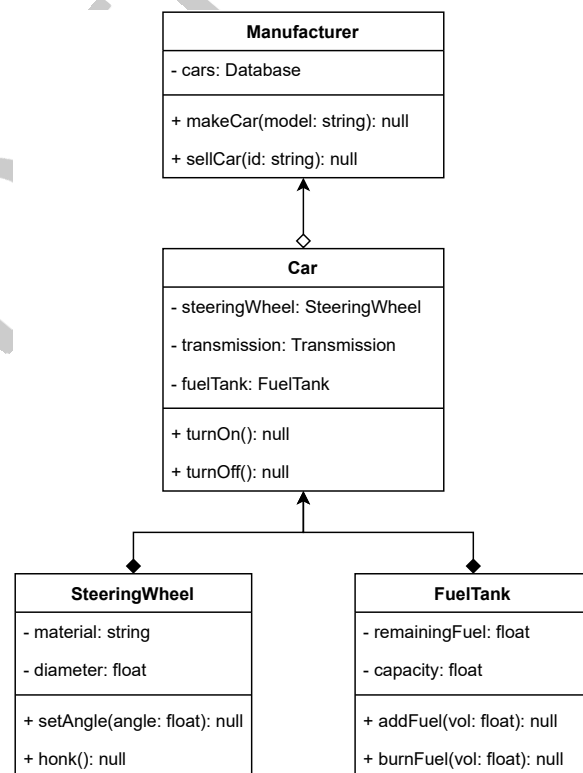 Manufacturer
- cars: Database
+ makeCar(model: string): null
+ sellCar(id: string): null
Car
- steeringWheel: SteeringWheel
- transmission: Transmission
- fuelTank: FuelTank
+ turnOn(): null
+ turnOff(): null
SteeringWheel
- material: string
- diameter: float
+ setAngle(angle: float): null
+ honk(): null
FuelTank
- remainingFuel: float
- capacity: float
+ addFuel(vol: float): null
+ burnFuel(vol: float): null